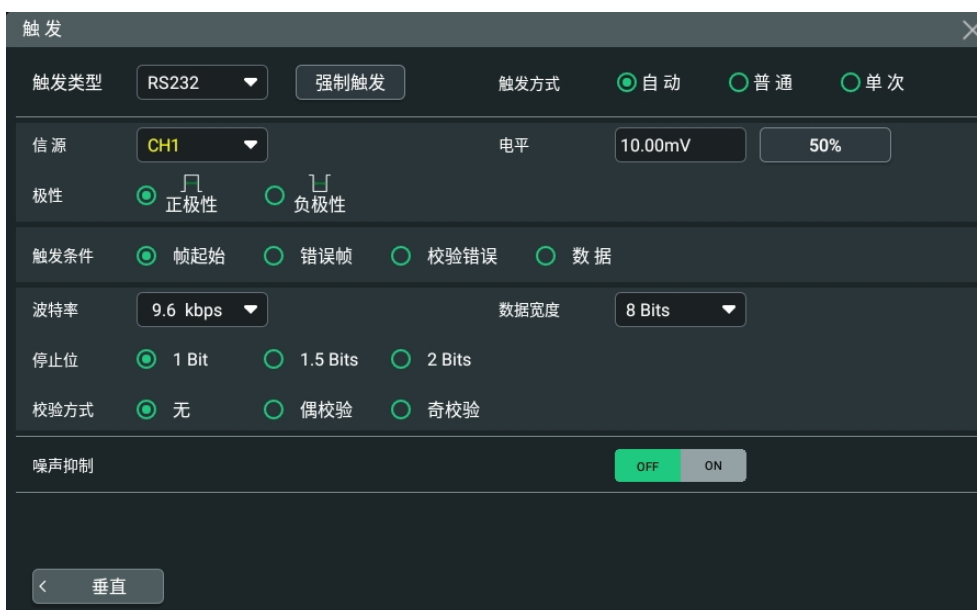 触发
触发类型 RS232 强制触发 触发方式 自动 普通 单次
信源 CH1 电平 10.00mV 50%
极性 正极性 负极性
触发条件 帧起始 错误帧 校验错误 数据
波特率 9.6 kbps 数据宽度 8 Bits
停止位 1 Bit 1.5 Bits 2 Bits
校验方式 无 偶校验 奇校验
噪声抑制 OFF ON
垂直